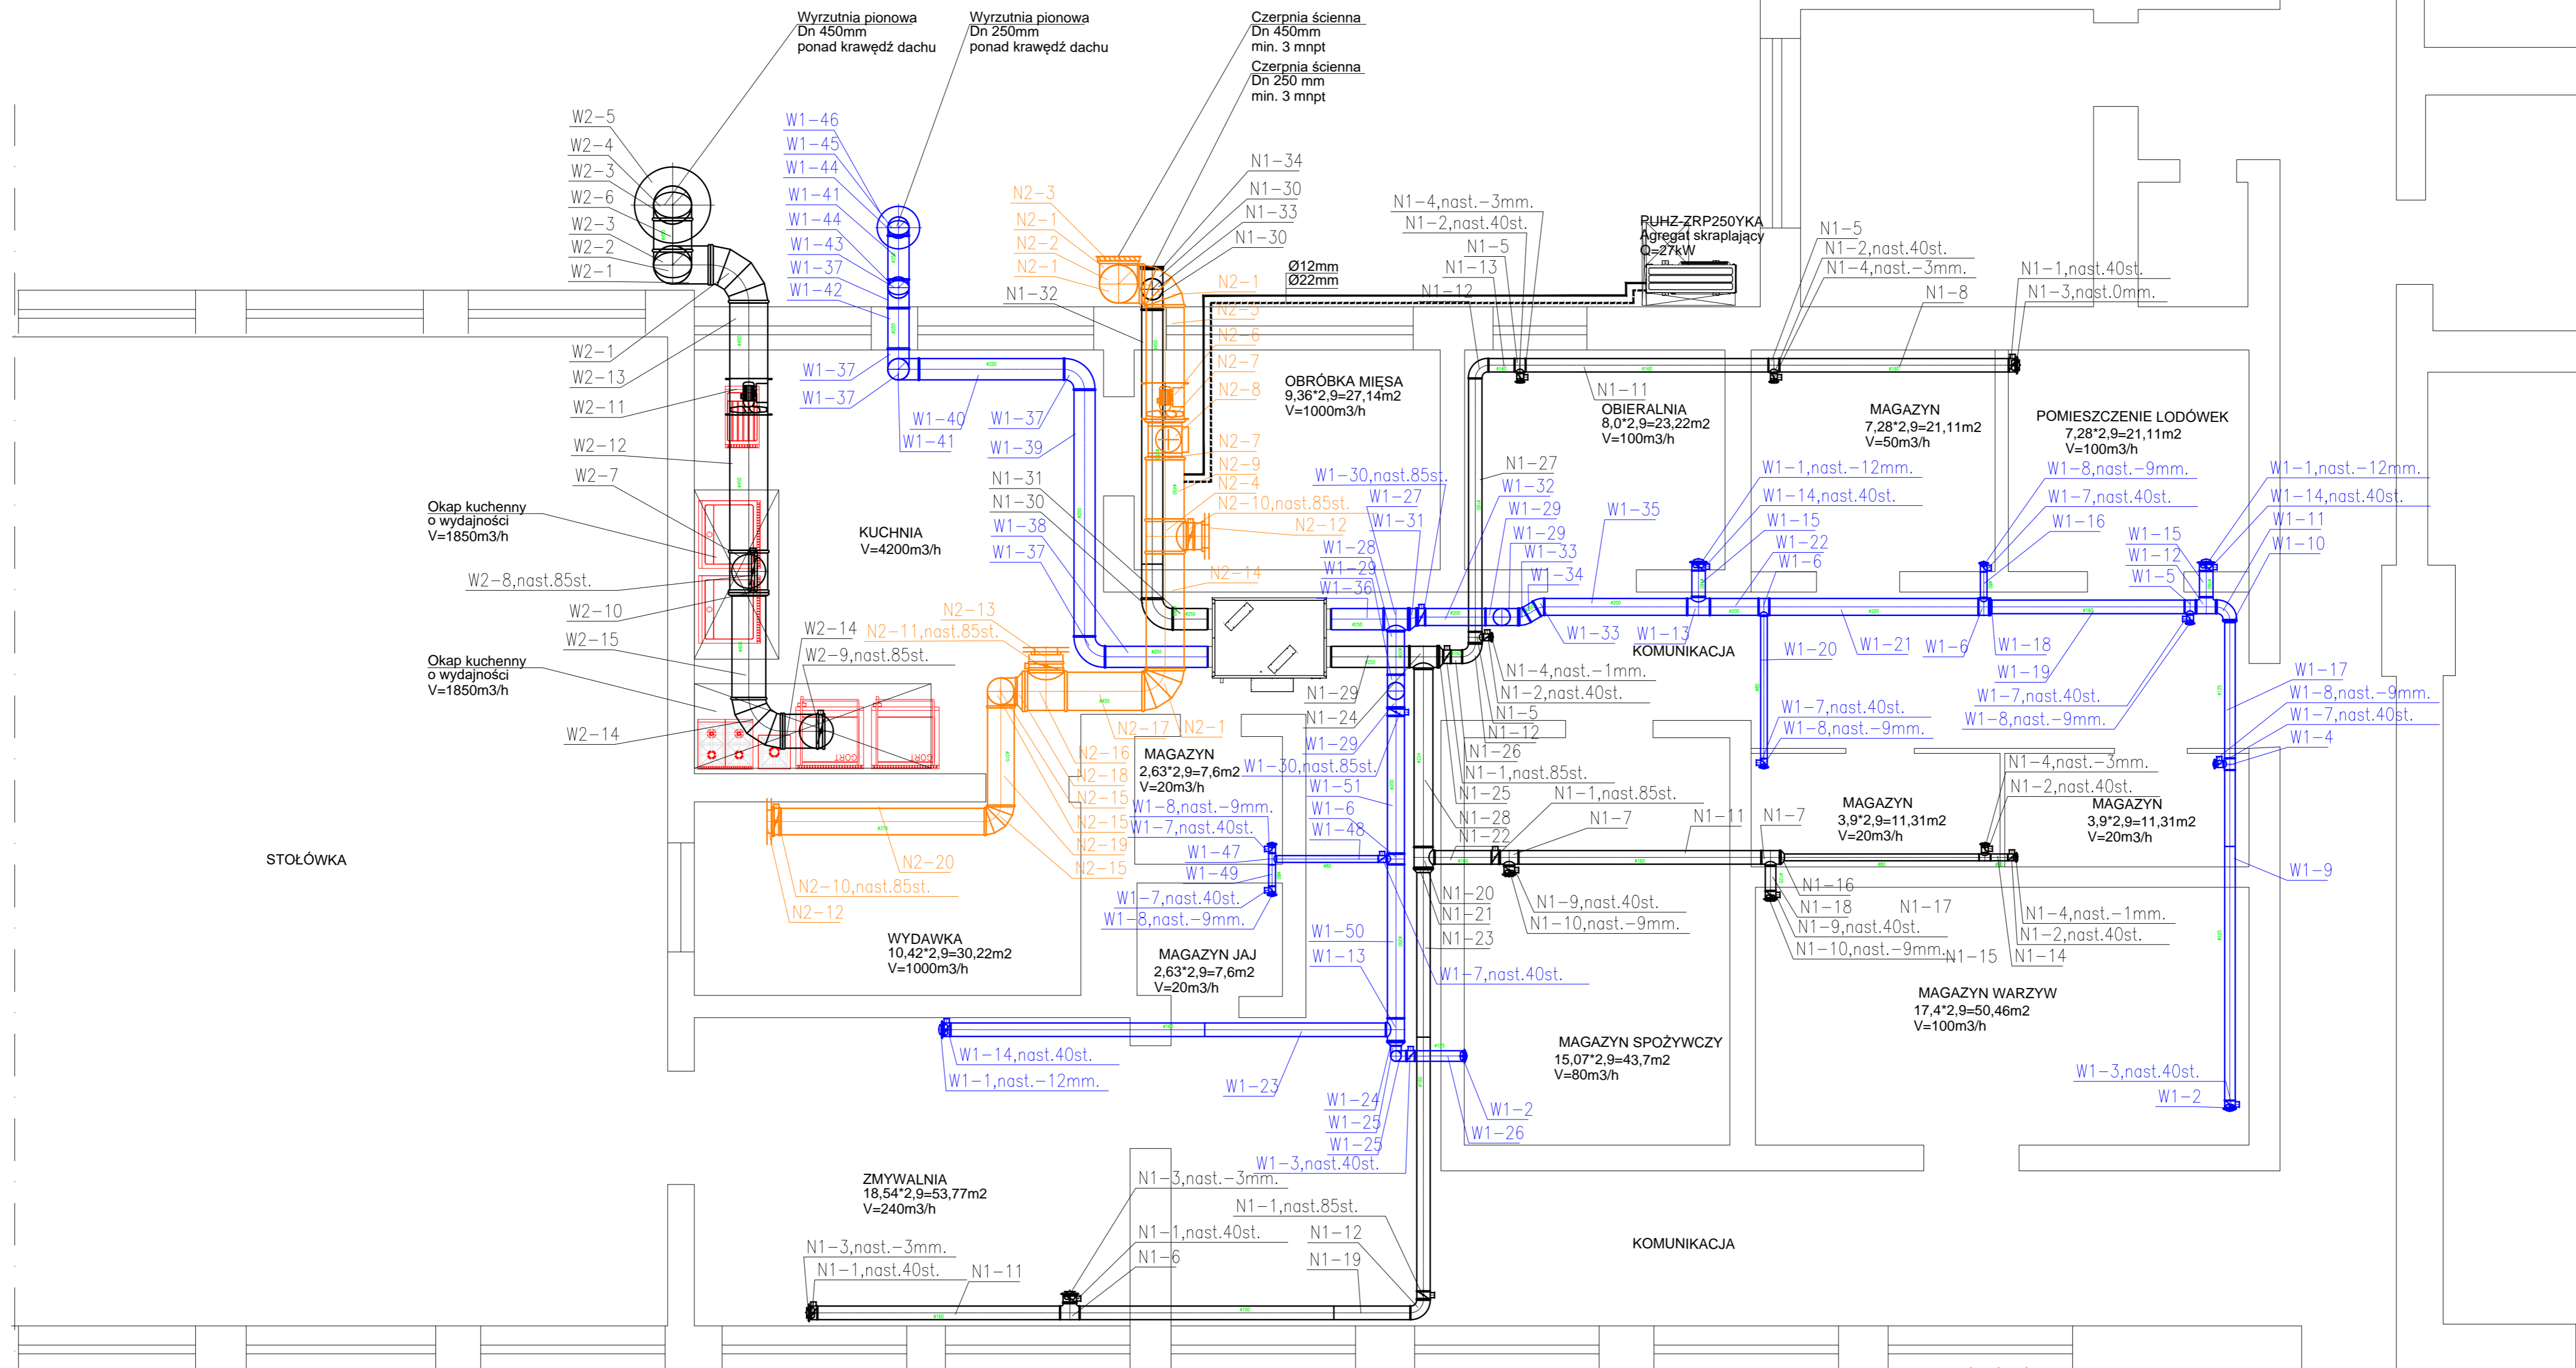 Wyrzutnia pionowa
Dn 450mm
ponad krawędź dachu
Wyrzutnia pionowa
Dn 250mm
ponad krawędź dachu
Czerpnia ścienna
Dn 450mm
min. 3 mnpt
Czerpnia ścienna
Dn 250 mm
min. 3 mnpt
W2-5
W2-4
W2-3
W2-6
W2-3
W2-2
W2-1
W1-46
W1-45
W1-44
W1-41
W1-44
W1-43
W1-37
W1-42
N2-3
N2-1
N2-2
N2-1
N1-34
N1-30
N1-33
N1-30
N1-32
N2-1
N2-5
N2-6
N2-7
N2-8
N2-7
N2-9
N2-4
N2-10,nast.85st.
N2-12
N2-14
Ø12mm
Ø22mm
N1-4,nast.-3mm.
N1-2,nast.40st.
N1-5
N1-13
N1-12
PUHZ-ZRP250YKA
Agregat skraplający
Q=27kW
N1-5
N1-2,nast.40st.
N1-4,nast.-3mm.
N1-8
N1-1,nast.40st.
N1-3,nast.0mm.
W2-1
W2-13
W2-11
W2-12
W2-7
Okap kuchenny
o wydajności
V=1850m3/h
W2-8,nast.85st.
W2-10
W2-15
Okap kuchenny
o wydajności
V=1850m3/h
W2-14
W2-14
W2-9,nast.85st.
W1-37
W1-37
W1-40
W1-41
W1-37
W1-39
N1-31
N1-30
W1-38
W1-37
KUCHNIA
V=4200m3/h
OBRÓBKA MIĘSA
9,36*2,9=27,14m2
V=1000m3/h
N1-11
OBIERALNIA
8,0*2,9=23,22m2
V=100m3/h
MAGAZYN
7,28*2,9=21,11m2
V=50m3/h
POMIESZCZENIE LODÓWEK
7,28*2,9=21,11m2
V=100m3/h
W1-30,nast.85st.
W1-27
W1-31
W1-28
W1-29
W1-36
N1-27
W1-32
W1-29
W1-29
W1-33
W1-34
W1-35
W1-33
W1-1,nast.-12mm.
W1-14,nast.40st.
W1-15
W1-22
W1-6
W1-13
KOMUNIKACJA
W1-8,nast.-9mm.
W1-7,nast.40st.
W1-16
W1-1,nast.-12mm.
W1-14,nast.40st.
W1-11
W1-10
W1-15
W1-12
W1-5
W1-20
W1-21
W1-6
W1-18
W1-19
W1-7,nast.40st.
W1-8,nast.-9mm.
W1-7,nast.40st.
W1-8,nast.-9mm.
W1-17
W1-8,nast.-9mm.
W1-7,nast.40st.
W1-4
N2-13
N2-11,nast.85st.
N2-17
N2-1
N2-16
N2-18
N2-15
N2-15
N2-19
N2-15
N2-20
N2-10,nast.85st.
N2-12
N1-29
N1-24
W1-29
W1-30,nast.85st.
W1-51
W1-6
W1-48
N1-4,nast.-1mm.
N1-2,nast.40st.
N1-5
N1-12
N1-26
N1-1,nast.85st.
N1-25
N1-28
N1-22
N1-1,nast.85st.
N1-7
N1-11
N1-7
MAGAZYN
2,63*2,9=7,6m2
V=20m3/h
W1-8,nast.-9mm.
W1-7,nast.40st.
W1-47
W1-49
W1-7,nast.40st.
W1-8,nast.-9mm.
MAGAZYN
3,9*2,9=11,31m2
V=20m3/h
N1-4,nast.-3mm.
N1-2,nast.40st.
MAGAZYN
3,9*2,9=11,31m2
V=20m3/h
STOŁÓWKA
WYDAWKA
10,42*2,9=30,22m2
V=1000m3/h
MAGAZYN JAJ
2,63*2,9=7,6m2
V=20m3/h
W1-50
W1-13
N1-20
N1-21
N1-23
N1-9,nast.40st.
N1-10,nast.-9mm.
W1-7,nast.40st.
N1-16
N1-18
N1-17
N1-9,nast.40st.
N1-10,nast.-9mm.
N1-15
N1-4,nast.-1mm.
N1-2,nast.40st.
N1-14
W1-9
MAGAZYN WARZYW
17,4*2,9=50,46m2
V=100m3/h
MAGAZYN SPOŻYWCZY
15,07*2,9=43,7m2
V=80m3/h
W1-14,nast.40st.
W1-1,nast.-12mm.
W1-23
W1-24
W1-25
W1-25
W1-3,nast.40st.
W1-2
W1-26
W1-3,nast.40st.
W1-2
ZMYWALNIA
18,54*2,9=53,77m2
V=240m3/h
N1-3,nast.-3mm.
N1-1,nast.85st.
N1-1,nast.40st.
N1-6
N1-12
N1-19
N1-3,nast.-3mm.
N1-1,nast.40st.
N1-11
KOMUNIKACJA